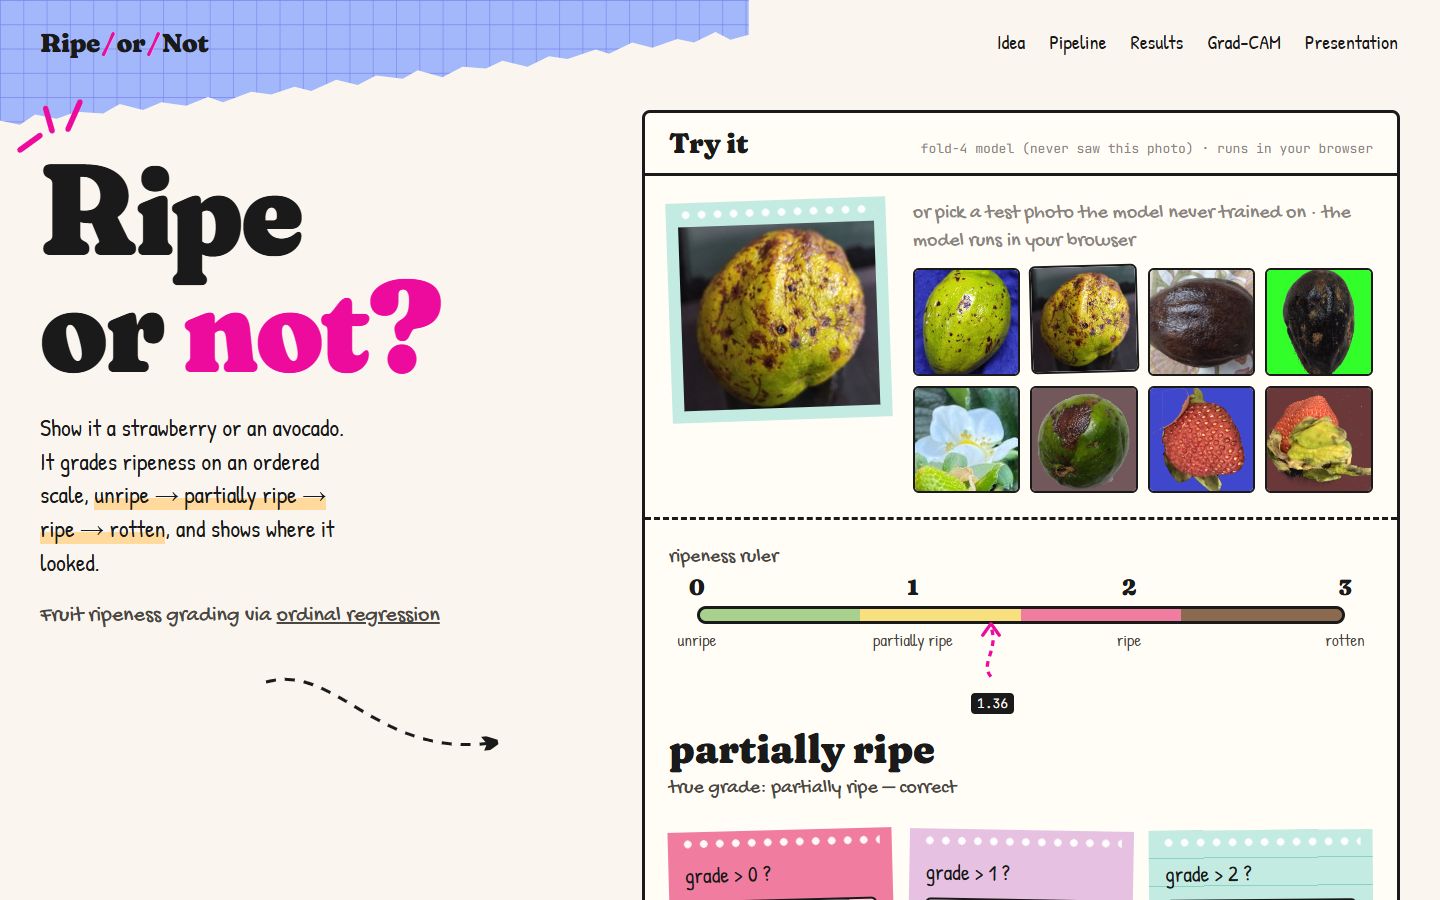 Ripe/or/Not
Idea Pipeline Results Grad-CAM Presentation
Ripe
or not?
Show it a strawberry or an avocado.
It grades ripeness on an ordered
scale, unripe → partially ripe →
ripe → rotten, and shows where it
looked.
Fruit ripeness grading via ordinal regression
Try it
fold-4 model (never saw this photo) · runs in your browser
or pick a test photo the model never trained on · the
model runs in your browser
ripeness ruler
0 1 2 3
unripe partially ripe ripe rotten
1.36
partially ripe
true grade: partially ripe — correct
grade > 0 ?
grade > 1 ?
grade > 2 ?